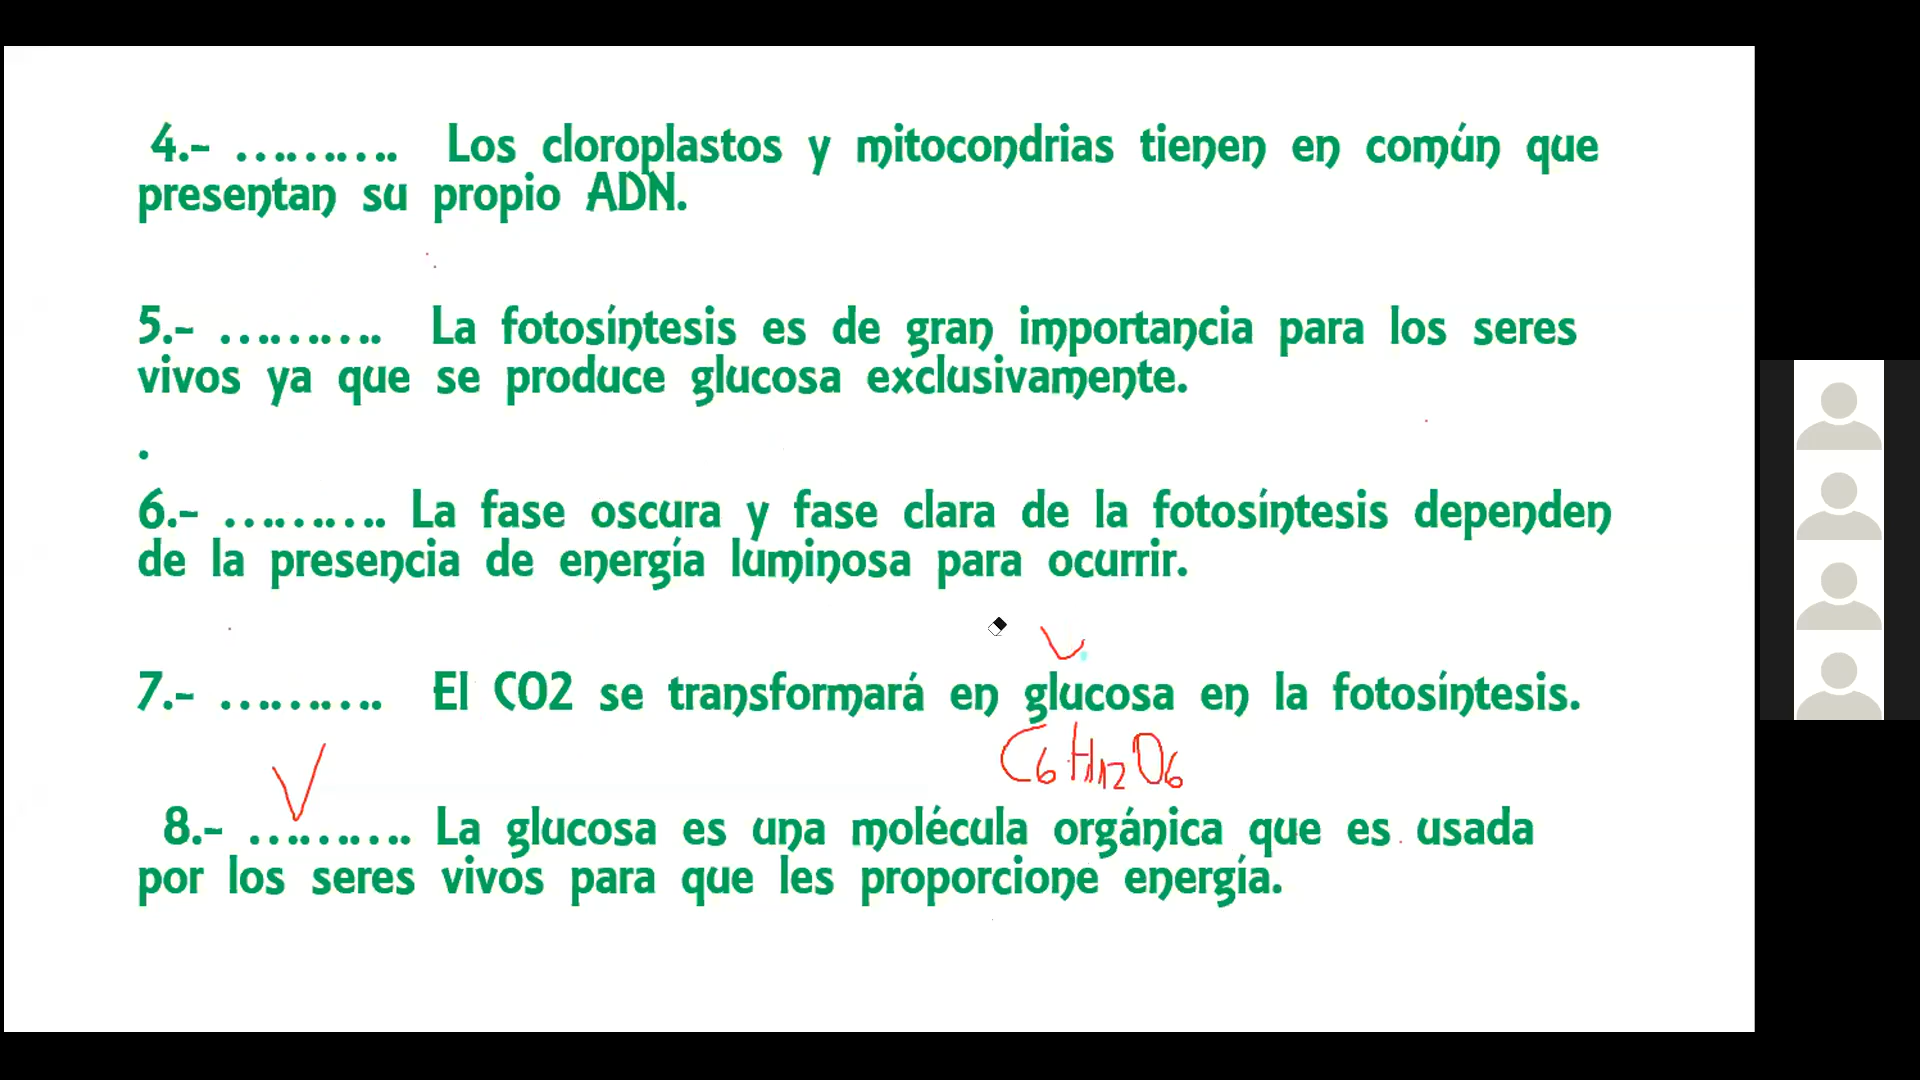 4.- ………. Los cloroplastos y mitocondrias tienen en común que
presentan su propio ADN.
5.- ………. La fotosíntesis es de gran importancia para los seres
vivos ya que se produce glucosa exclusivamente.
.
6.- ………. La fase oscura y fase clara de la fotosíntesis dependen
de la presencia de energía luminosa para ocurrir.
7.- ………. El CO2 se transformará en glucosa en la fotosíntesis.
C6H12O6
V
8.- ………. La glucosa es una molécula orgánica que es usada
por los seres vivos para que les proporcione energía.